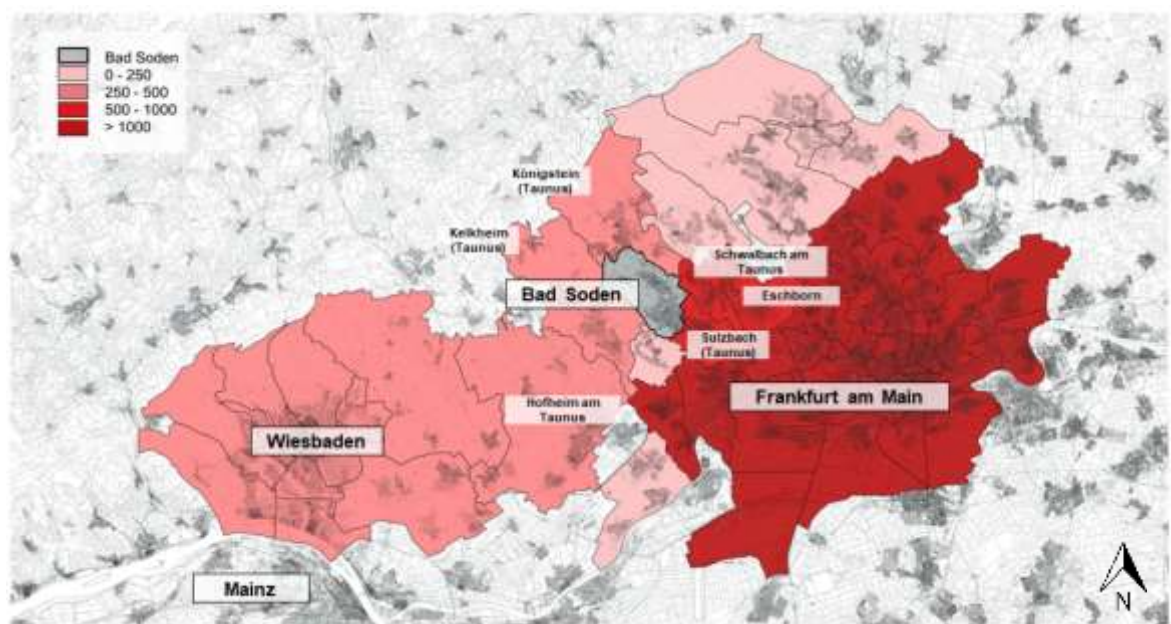 Bad Soden
0 - 250
250 - 500
500 - 1000
> 1000
Königstein
(Taunus)
Kelkheim
(Taunus)
Schwalbach am
Taunus
Bad Soden
Eschborn
Sulzbach
(Taunus)
Frankfurt am Main
Hofheim am
Taunus
Wiesbaden
Mainz
N